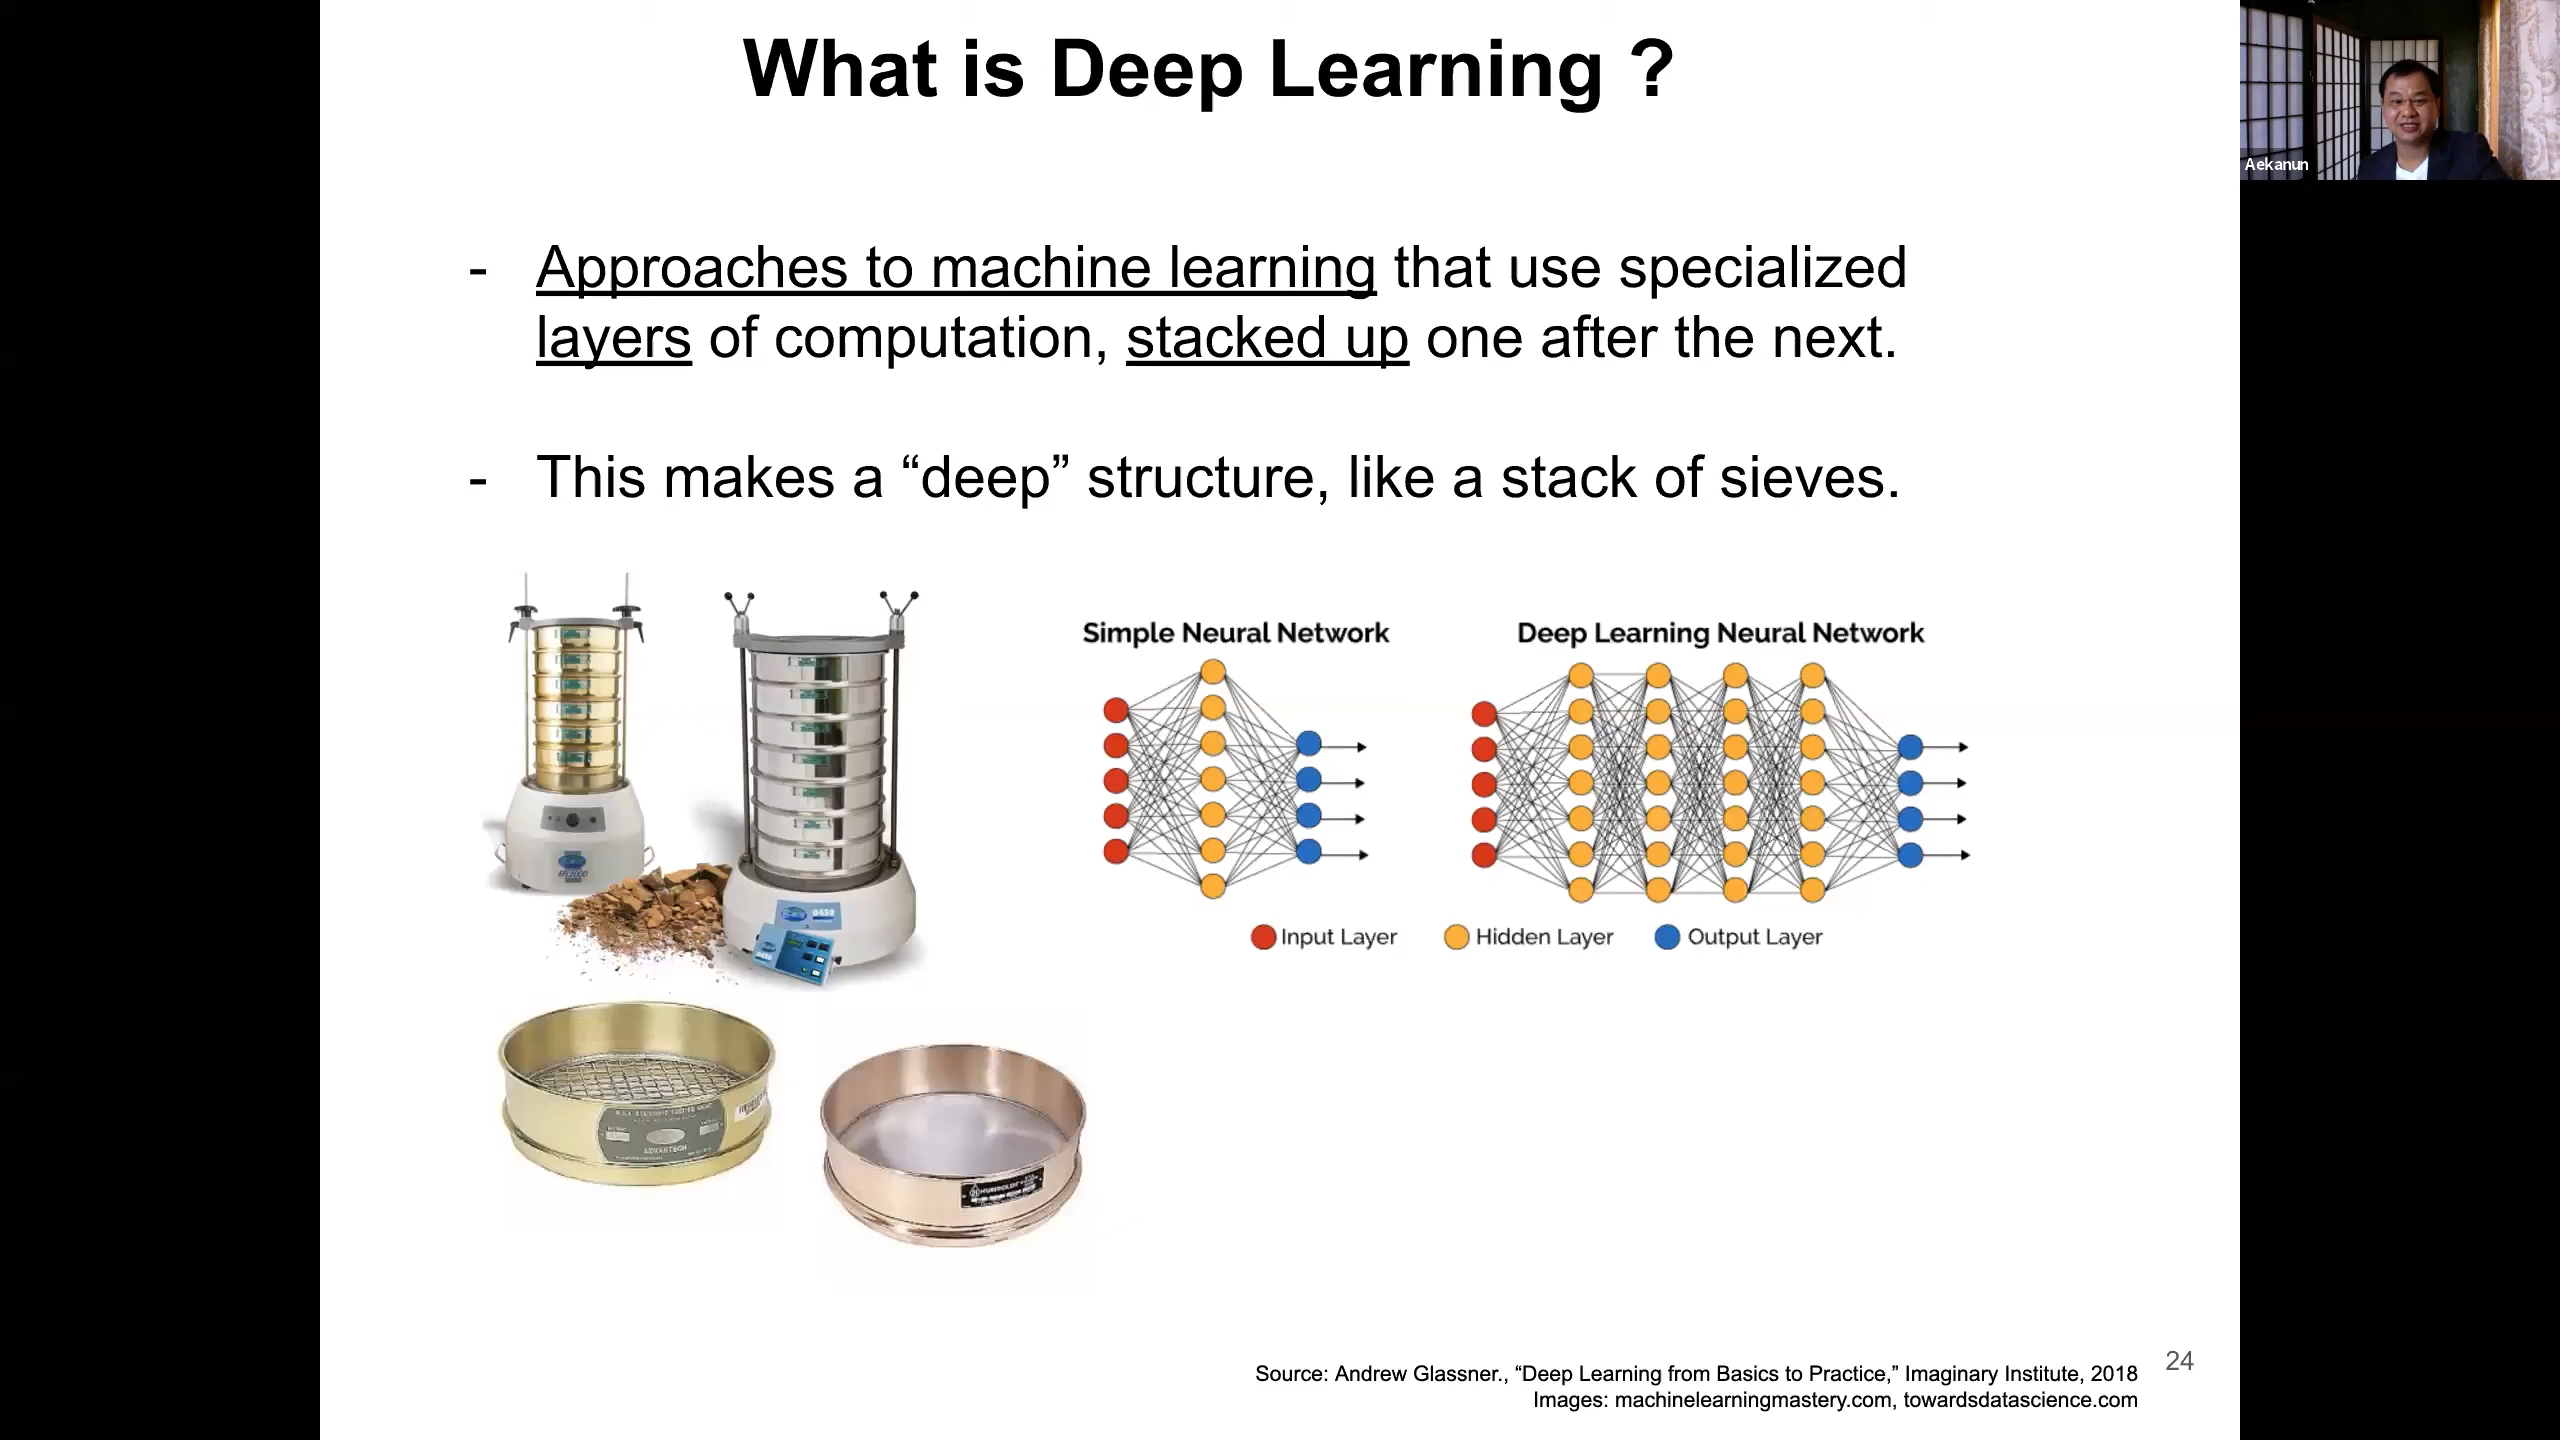 What is Deep Learning ?
Aekanun
- Approaches to machine learning that use specialized
layers of computation, stacked up one after the next.
- This makes a “deep” structure, like a stack of sieves.
Simple Neural Network
Deep Learning Neural Network
Input Layer
Hidden Layer
Output Layer
D450
ADVANTECH
HUMBOLDT
Source: Andrew Glassner., “Deep Learning from Basics to Practice,” Imaginary Institute, 2018
Images: machinelearningmastery.com, towardsdatascience.com
24